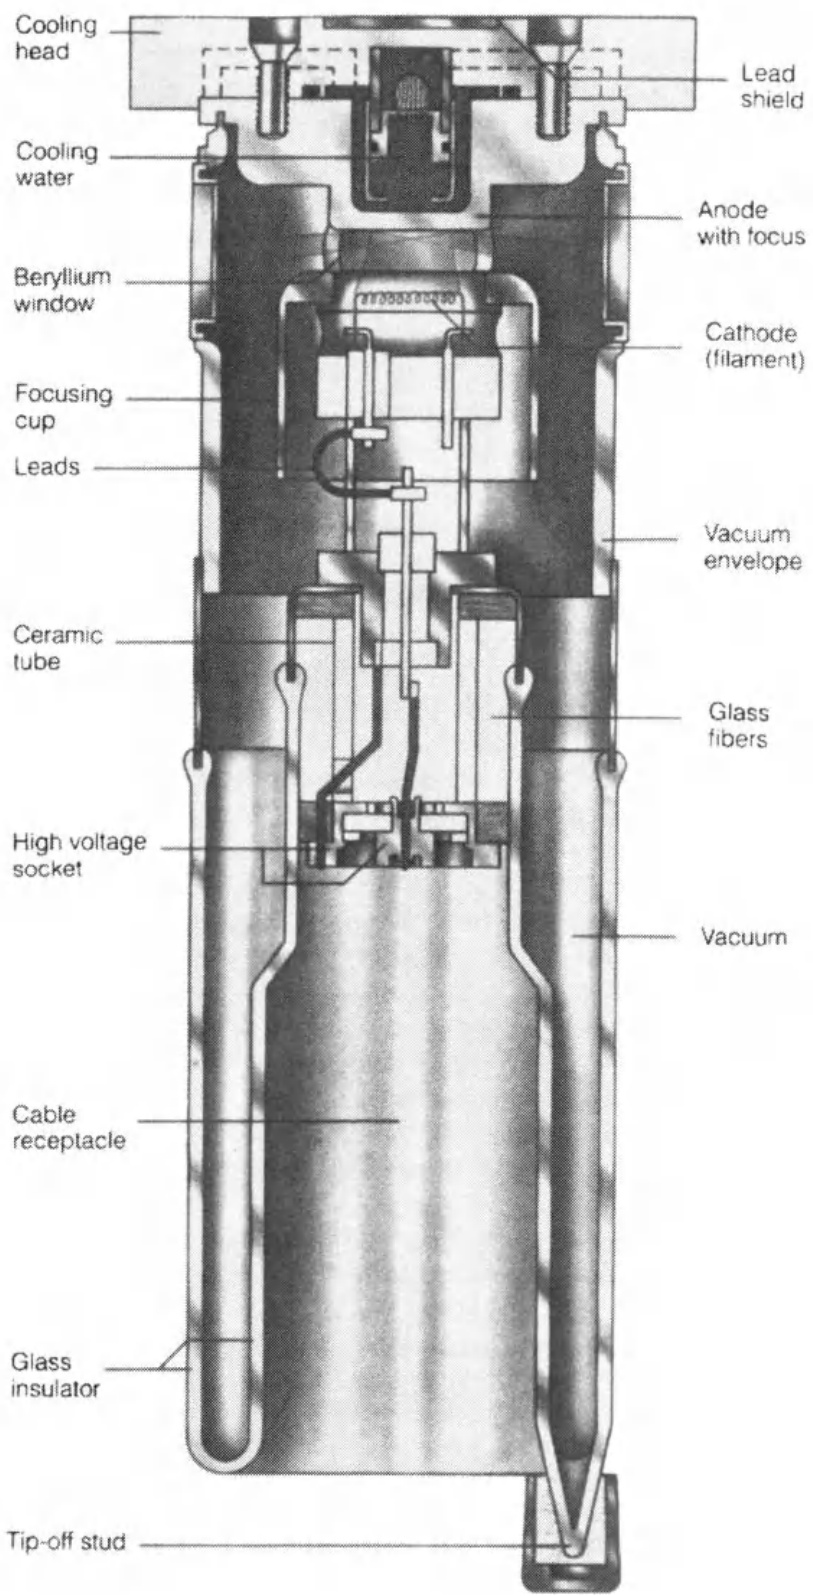 Cooling
head
Lead
shield
Cooling
water
Anode
with focus
Beryllium
window
Cathode
(filament)
Focusing
cup
Leads
Vacuum
envelope
Ceramic
tube
Glass
fibers
High voltage
socket
Vacuum
Cable
receptacle
Glass
insulator
Tip-off stud